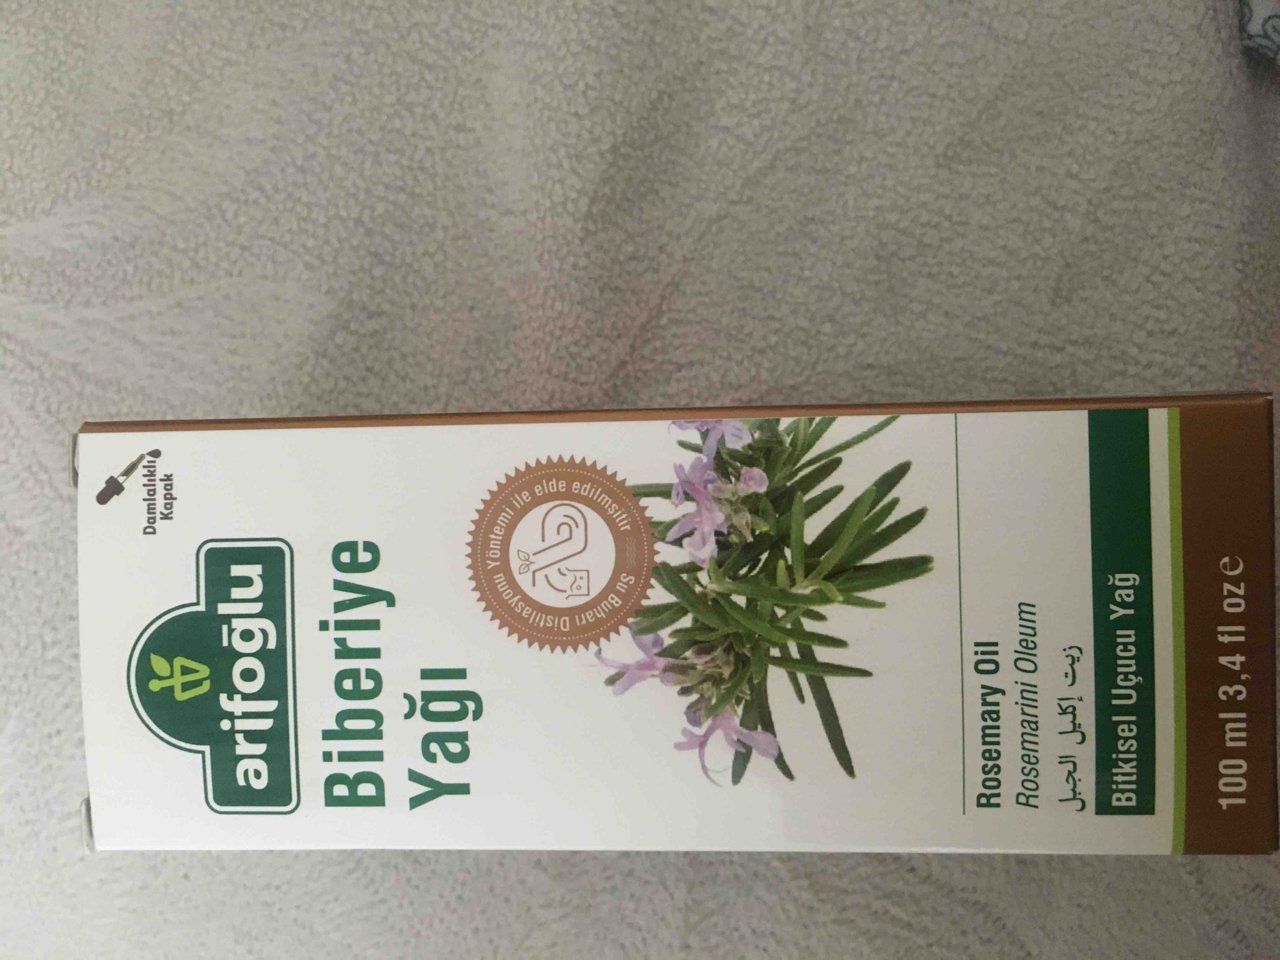 Damlalıklı
Kapak
arifoğlu
Biberiye
Yağı
Su Buharı Distilasyonu Yöntemi ile elde edilmşitir
Rosemary Oil
Rosemarini Oleum
زيت إكليل الجبل
Bitkisel Uçucu Yağ
100 ml 3,4 fl oz e